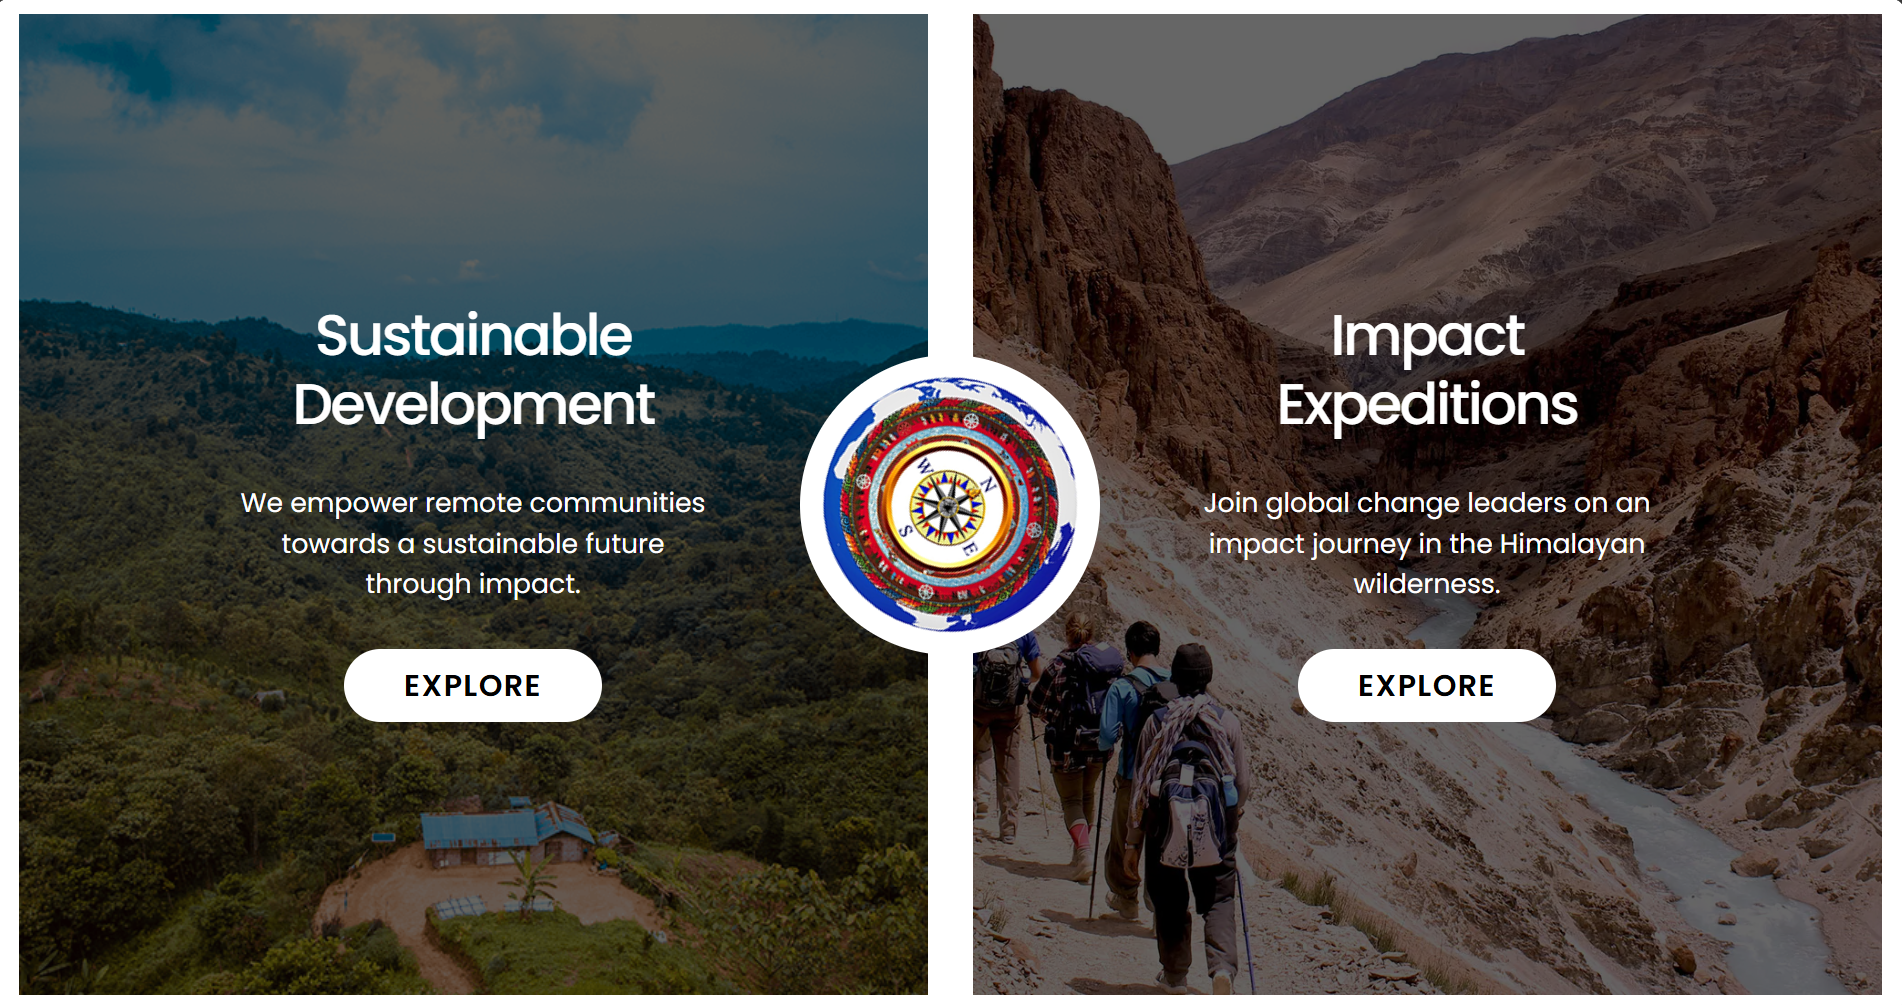 Sustainable
Development
We empower remote communities
towards a sustainable future
through impact.
EXPLORE
W
N
S
E
Impact
Expeditions
Join global change leaders on an
impact journey in the Himalayan
wilderness.
EXPLORE